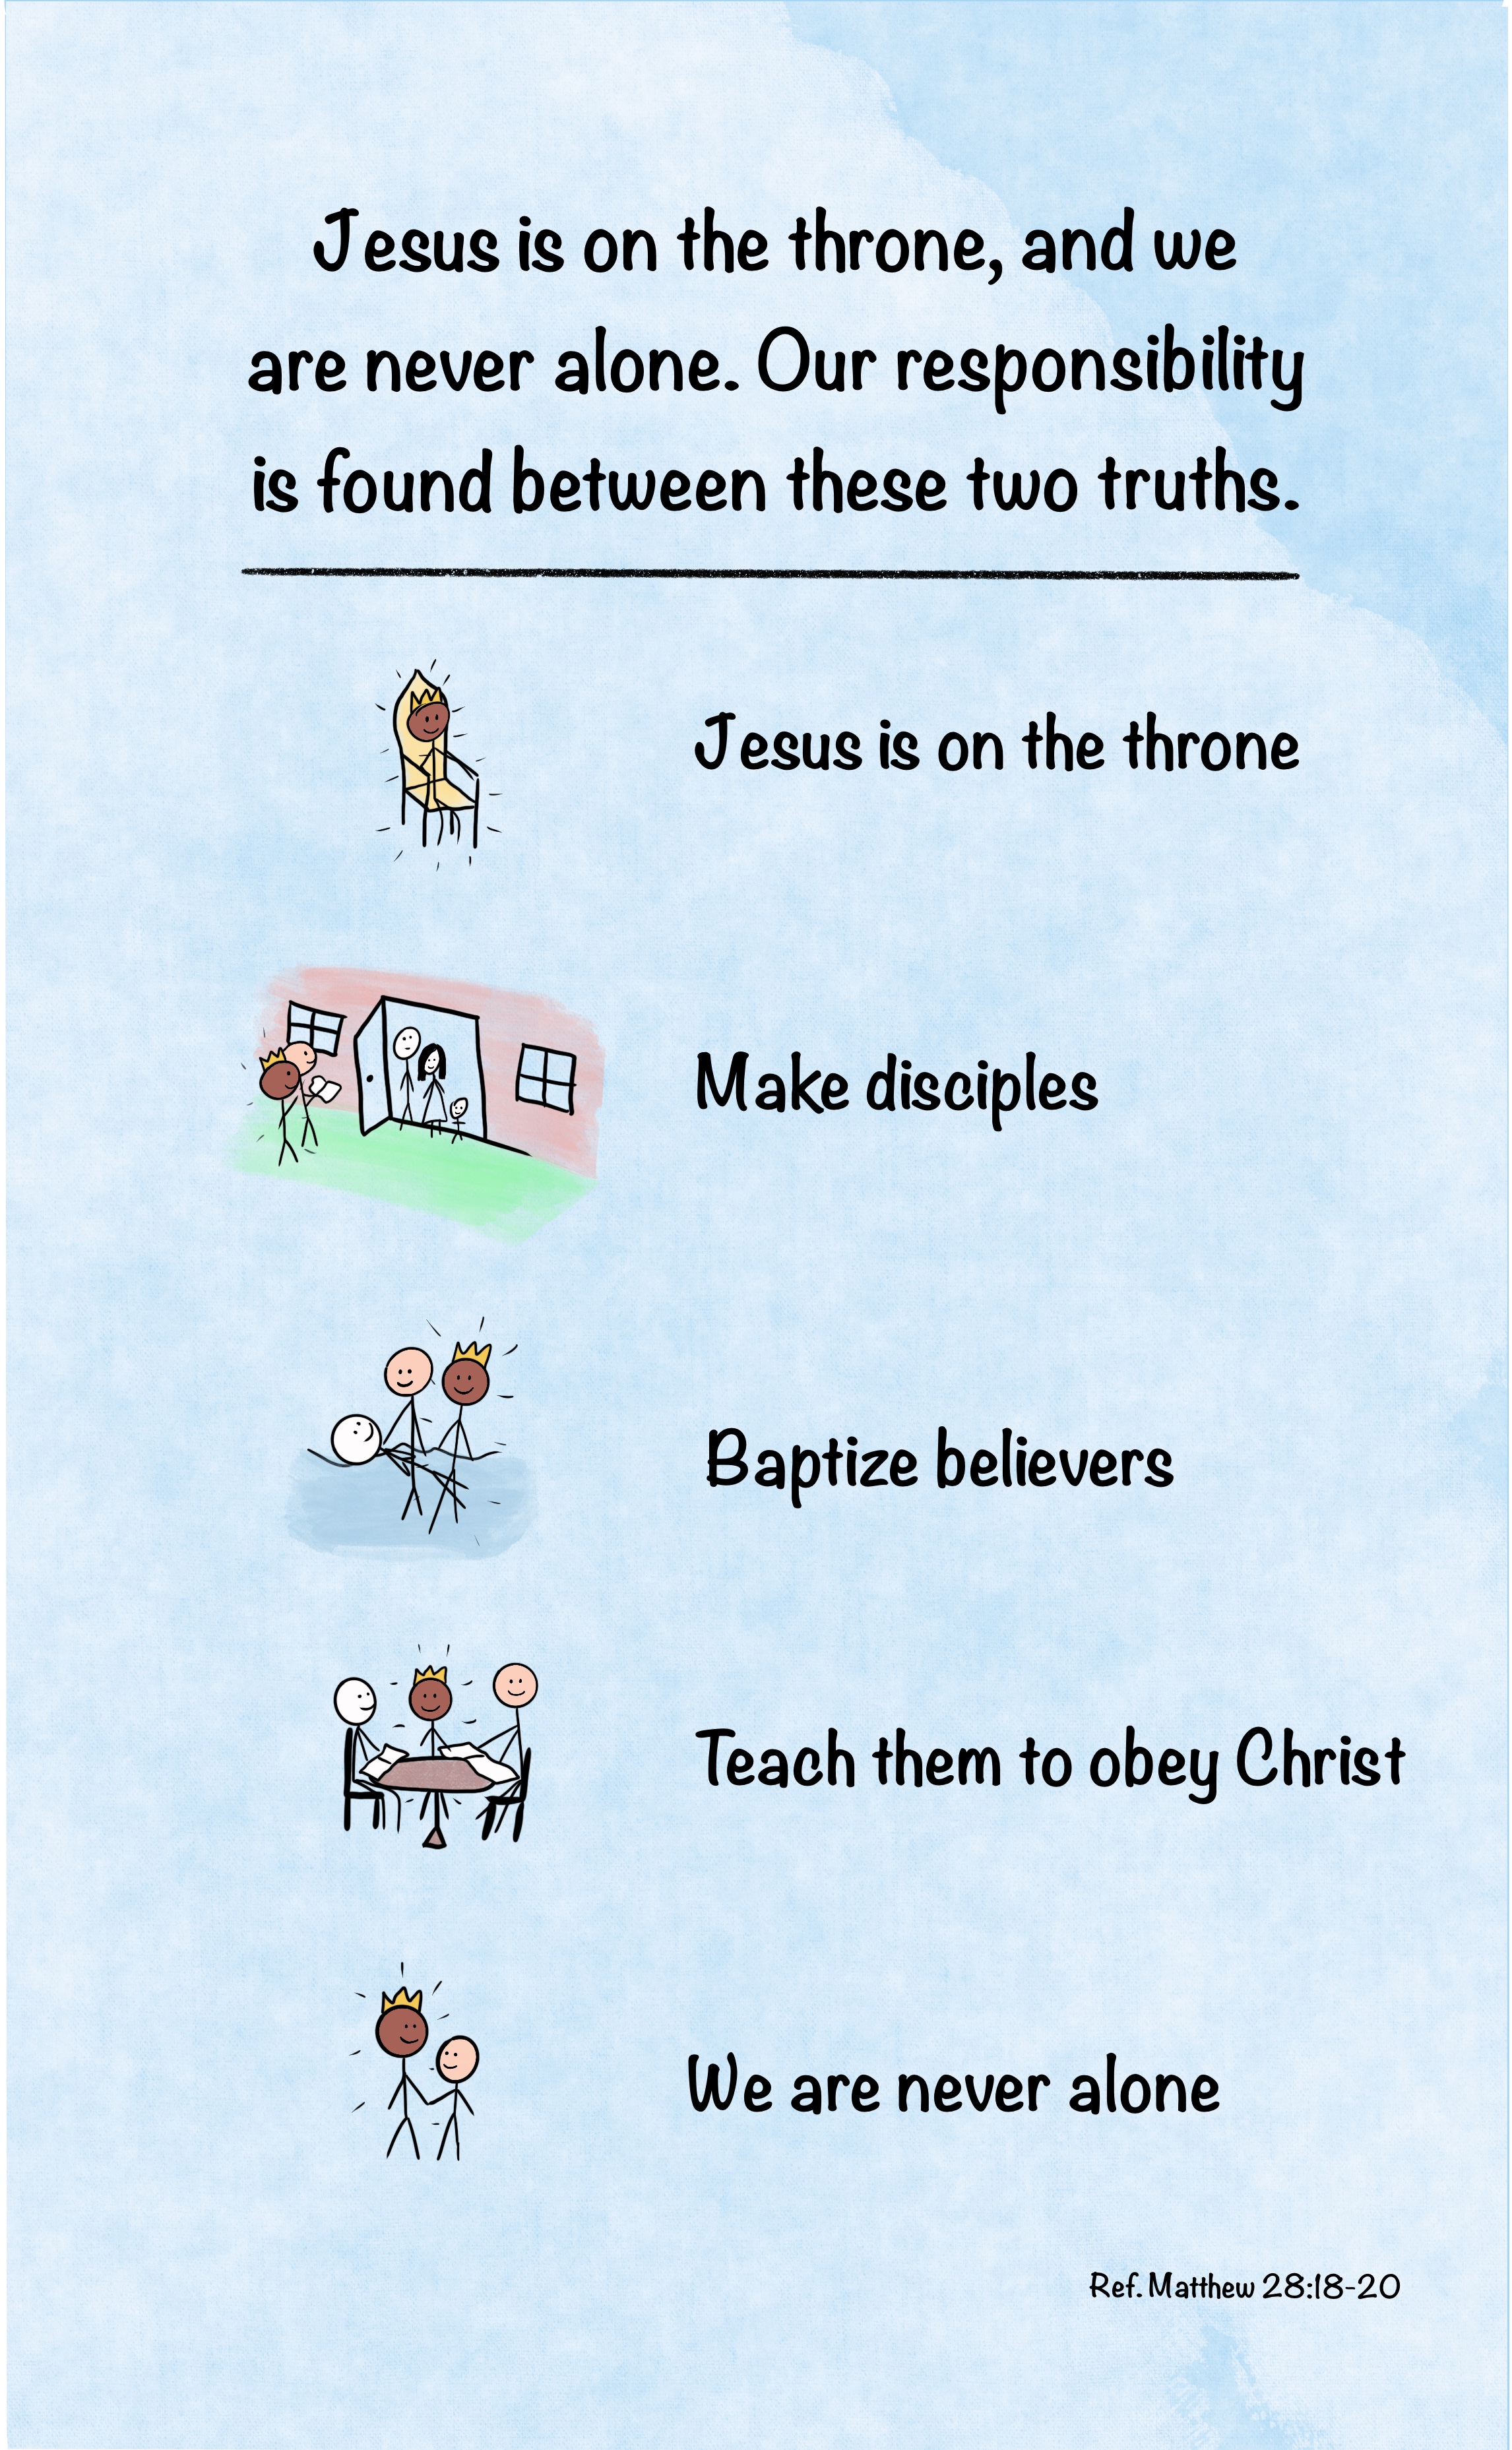 Jesus is on the throne, and we
are never alone. Our responsibility
is found between these two truths.
Jesus is on the throne
Make disciples
Baptize believers
Teach them to obey Christ
We are never alone
Ref. Matthew 28:18-20